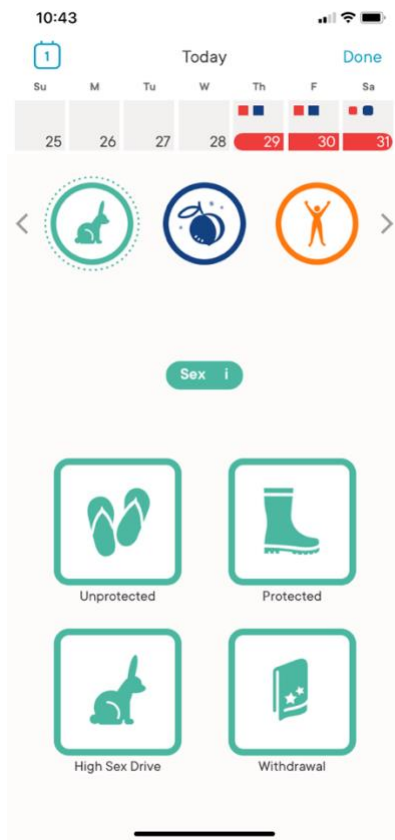 10:43
1
Today
Done
Su M Tu W Th F Sa
25 26 27 28 29 30 31
Sex i
Unprotected
Protected
High Sex Drive
Withdrawal